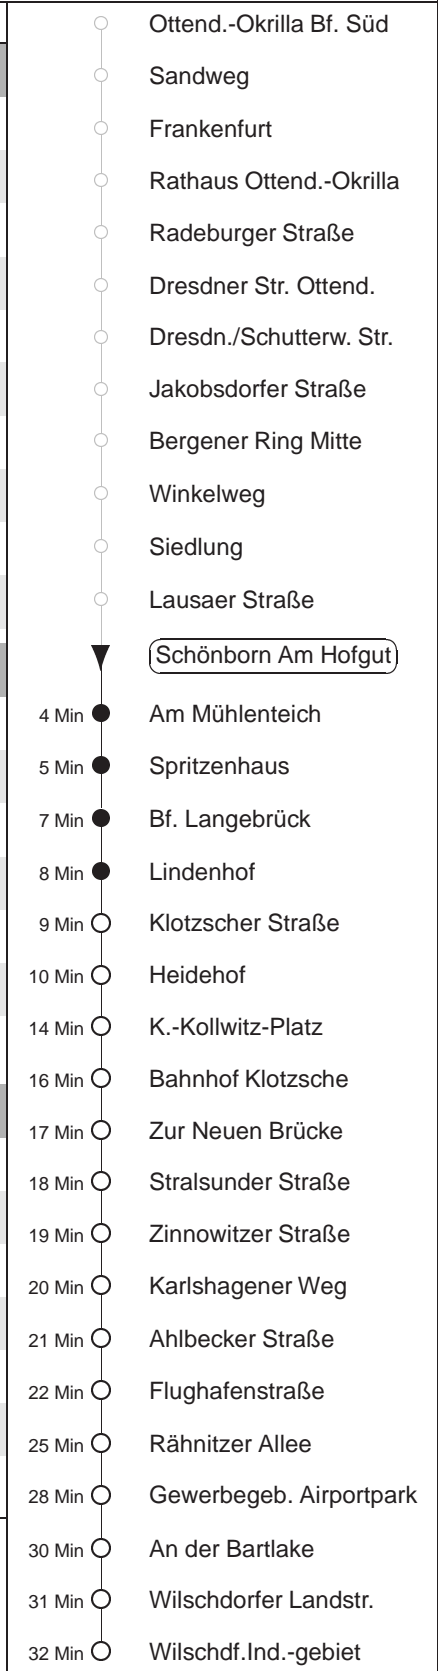 Ottend.-Okrilla Bf. Süd
Sandweg
Frankenfurt
Rathaus Ottend.-Okrilla
Radeburger Straße
Dresdner Str. Ottend.
Dresdn./Schutterw. Str.
Jakobsdorfer Straße
Bergener Ring Mitte
Winkelweg
Siedlung
Lausaer Straße
Schönborn Am Hofgut
4 Min Am Mühlenteich
5 Min Spritzenhaus
7 Min Bf. Langebrück
8 Min Lindenhof
9 Min Klotzscher Straße
10 Min Heidehof
14 Min K.-Kollwitz-Platz
16 Min Bahnhof Klotzsche
17 Min Zur Neuen Brücke
18 Min Stralsunder Straße
19 Min Zinnowitzer Straße
20 Min Karlshagener Weg
21 Min Ahlbecker Straße
22 Min Flughafenstraße
25 Min Rähnitzer Allee
28 Min Gewerbegeb. Airportpark
30 Min An der Bartlake
31 Min Wilschdorfer Landstr.
32 Min Wilschdf.Ind.-gebiet